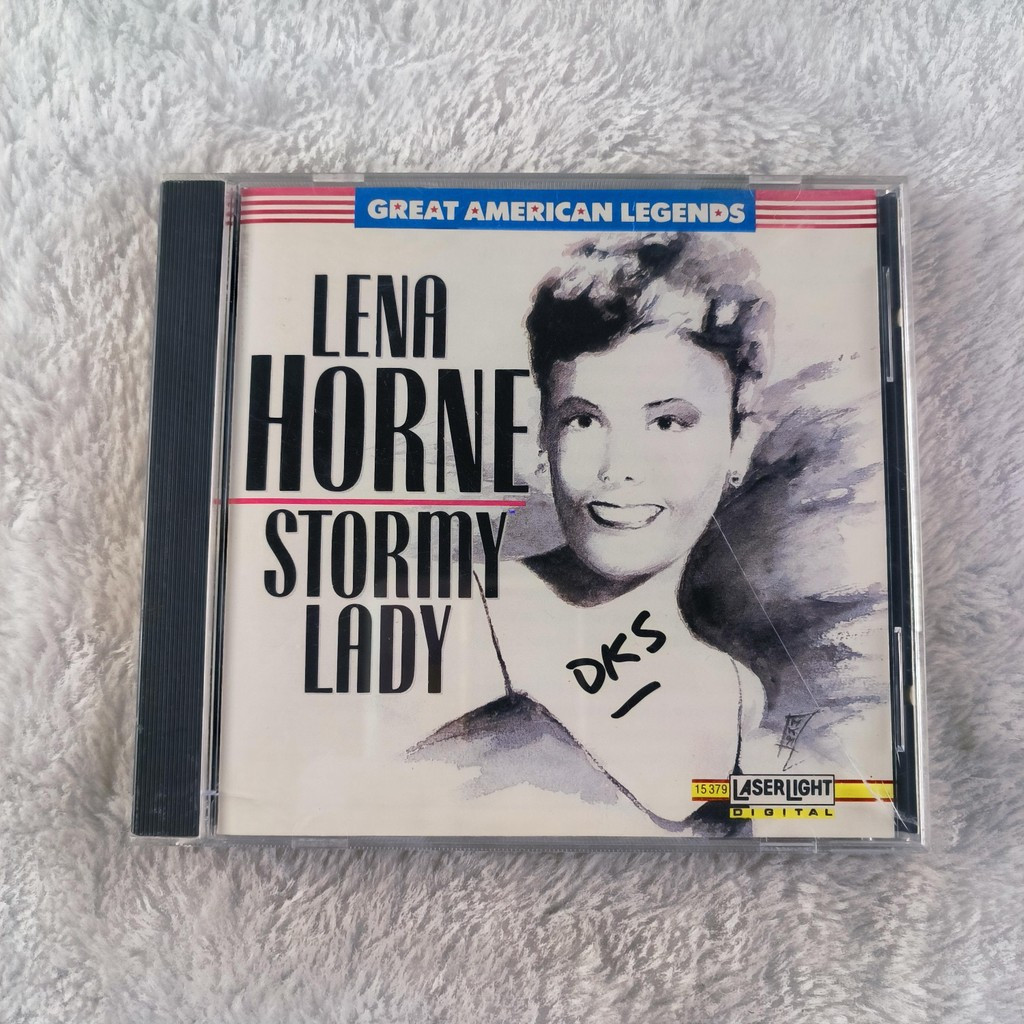 GREAT AMERICAN LEGENDS
LENA
HORNE
STORMY
LADY
DKS
15 379 LASERLIGHT
DIGITAL